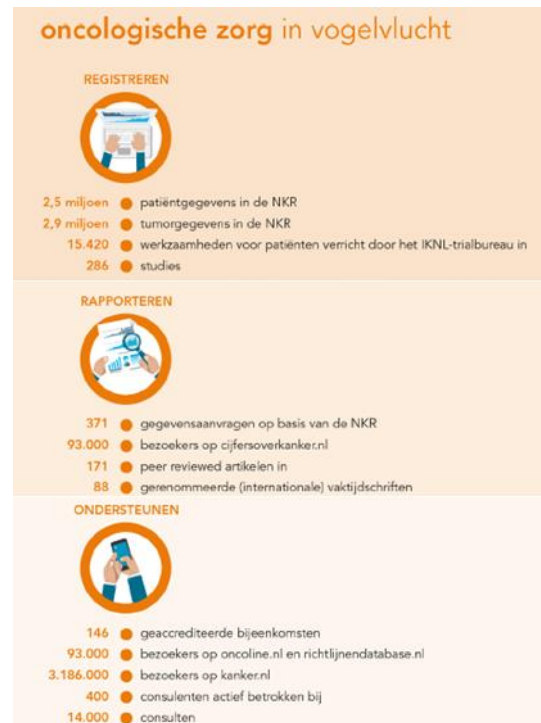 oncologische zorg in vogelvlucht
REGISTREREN
2,5 miljoen patiëntgegevens in de NKR
2,9 miljoen tumorgegevens in de NKR
15.420 werkzaamheden voor patiënten verricht door het IKNL-trialbureau in
286 studies
RAPPORTEREN
371 gegevensaanvragen op basis van de NKR
93.000 bezoekers op cijfersoverkanker.nl
171 peer reviewed artikelen in
88 gerenommeerde (internationale) vaktijdschriften
ONDERSTEUNEN
146 geaccrediteerde bijeenkomsten
93.000 bezoekers op oncoline.nl en richtlijnendatabase.nl
3.186.000 bezoekers op kanker.nl
400 consulenten actief betrokken bij
14.000 consulten